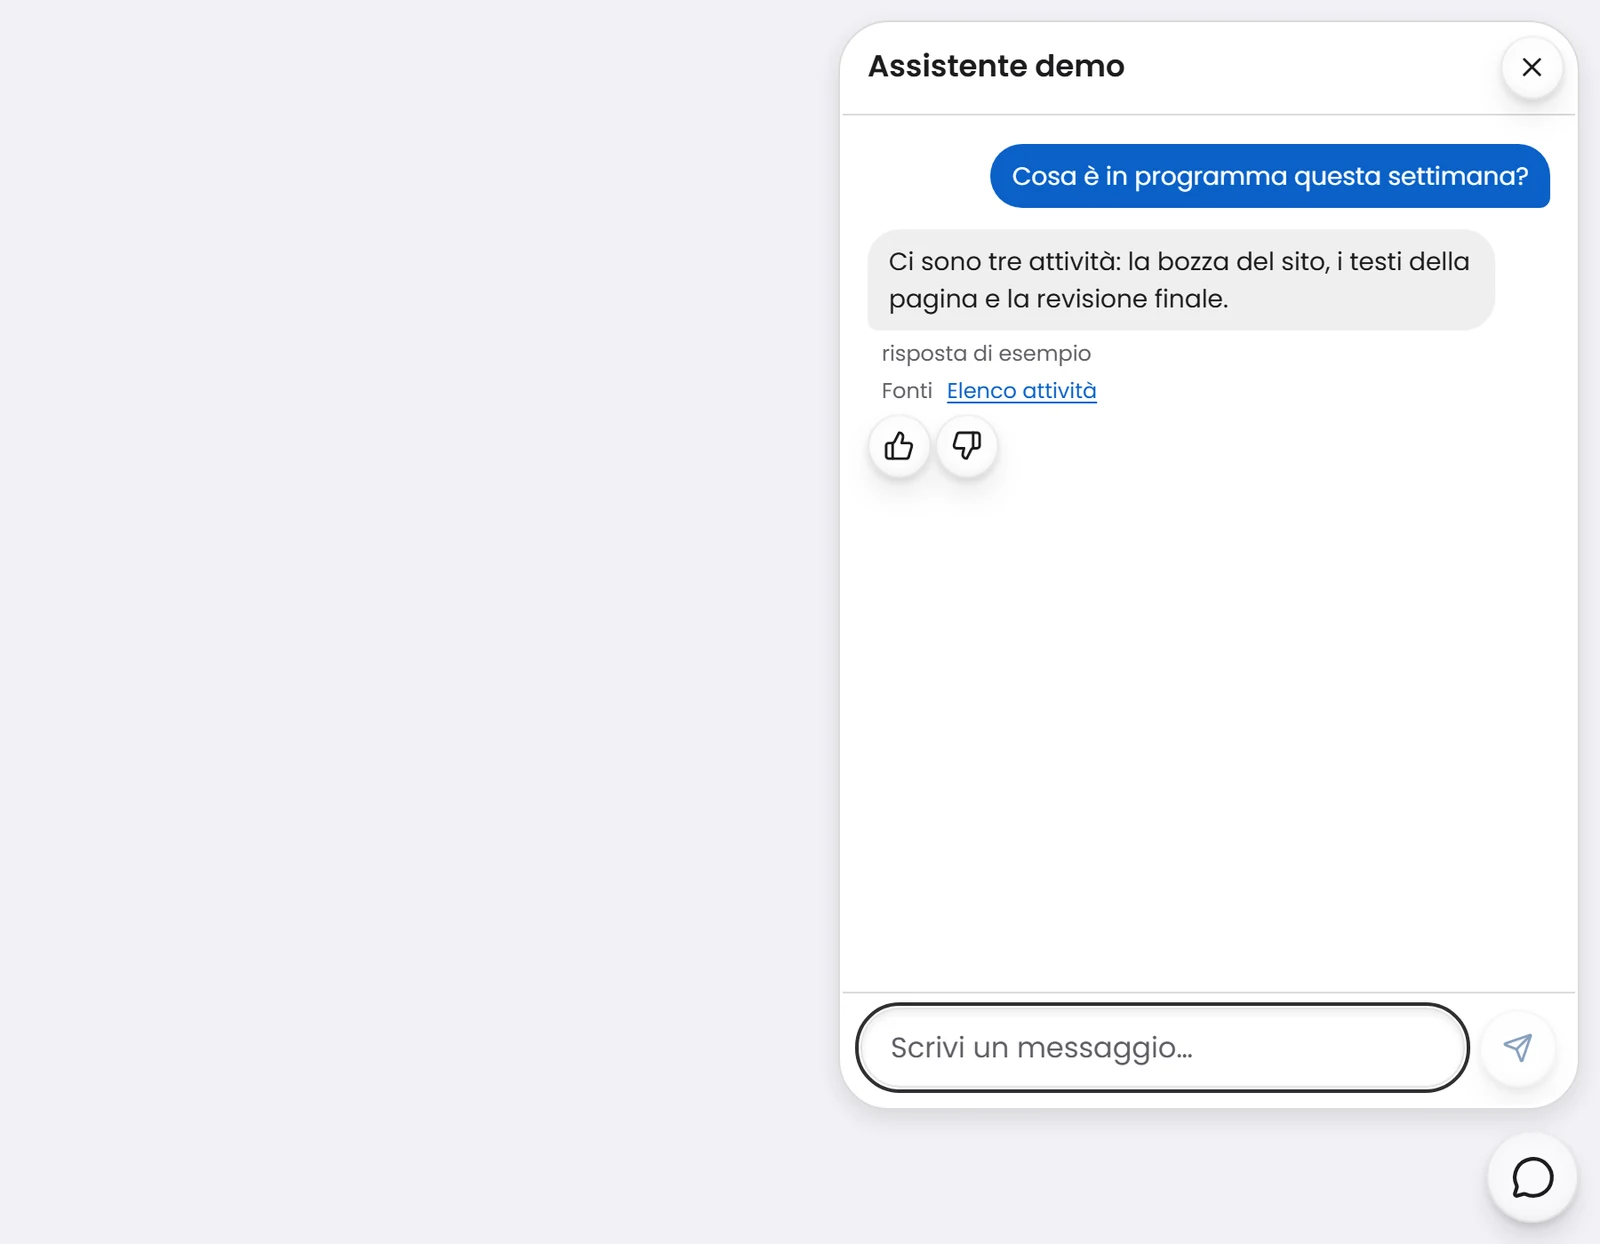 Assistente demo
Cosa è in programma questa settimana?
Ci sono tre attività: la bozza del sito, i testi della
pagina e la revisione finale.
risposta di esempio
Fonti Elenco attività
Scrivi un messaggio...